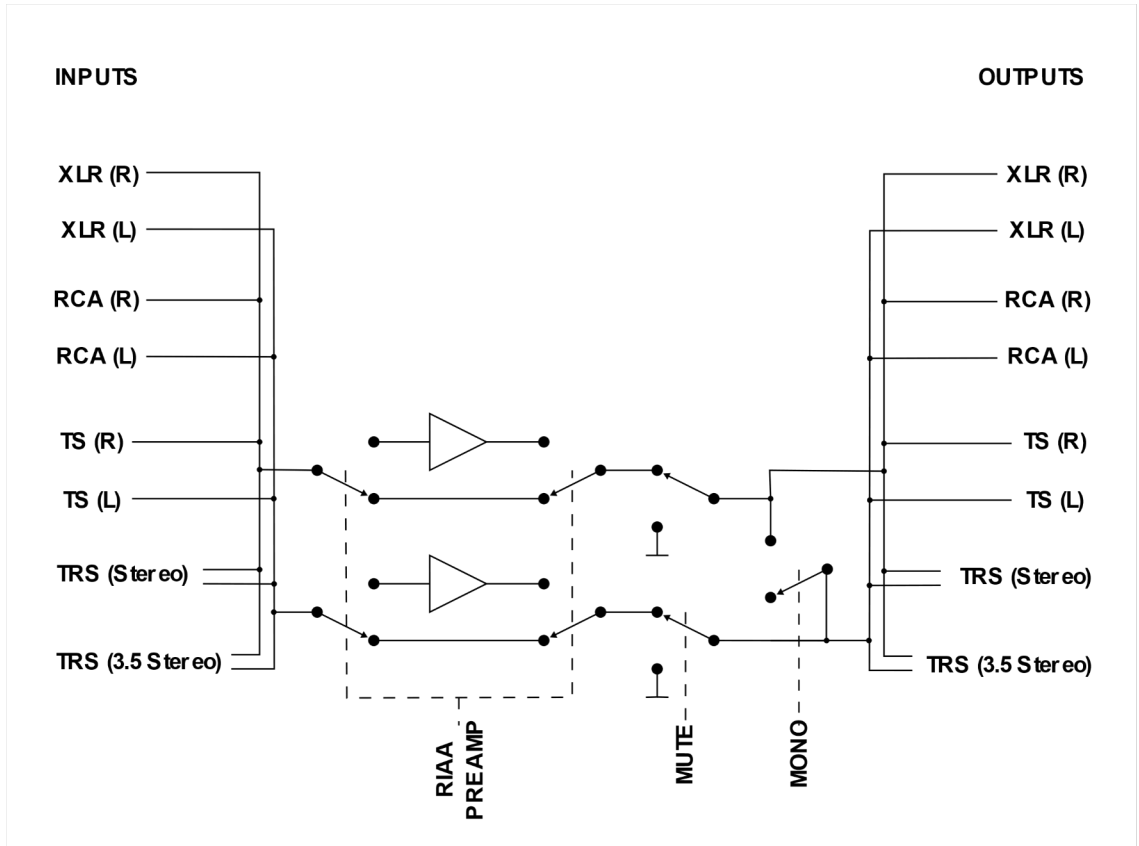 INPUTS
OUTPUTS
XLR (R)
XLR (L)
RCA (R)
RCA (L)
TS (R)
TS (L)
TRS (Stereo)
TRS (3.5 Stereo)
XLR (R)
XLR (L)
RCA (R)
RCA (L)
TS (R)
TS (L)
TRS (Stereo)
TRS (3.5 Stereo)
RIAA
PREAMP
MUTE
MONO